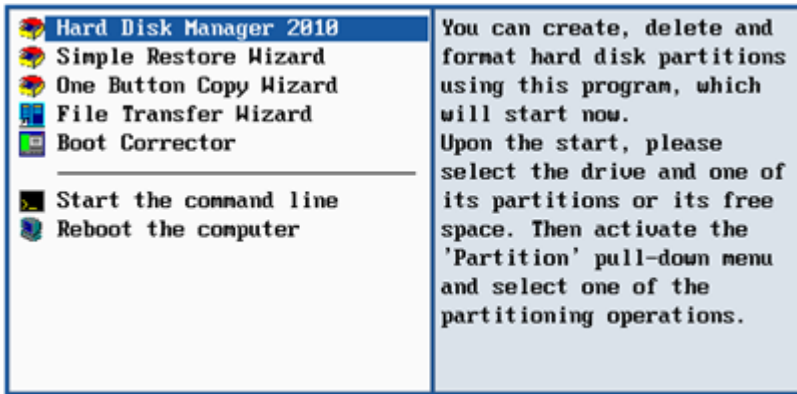 Hard Disk Manager 2010
Simple Restore Wizard
One Button Copy Wizard
File Transfer Wizard
Boot Corrector
Start the command line
Reboot the computer
You can create, delete and
format hard disk partitions
using this program, which
will start now.
Upon the start, please
select the drive and one of
its partitions or its free
space. Then activate the
'Partition' pull-down menu
and select one of the
partitioning operations.